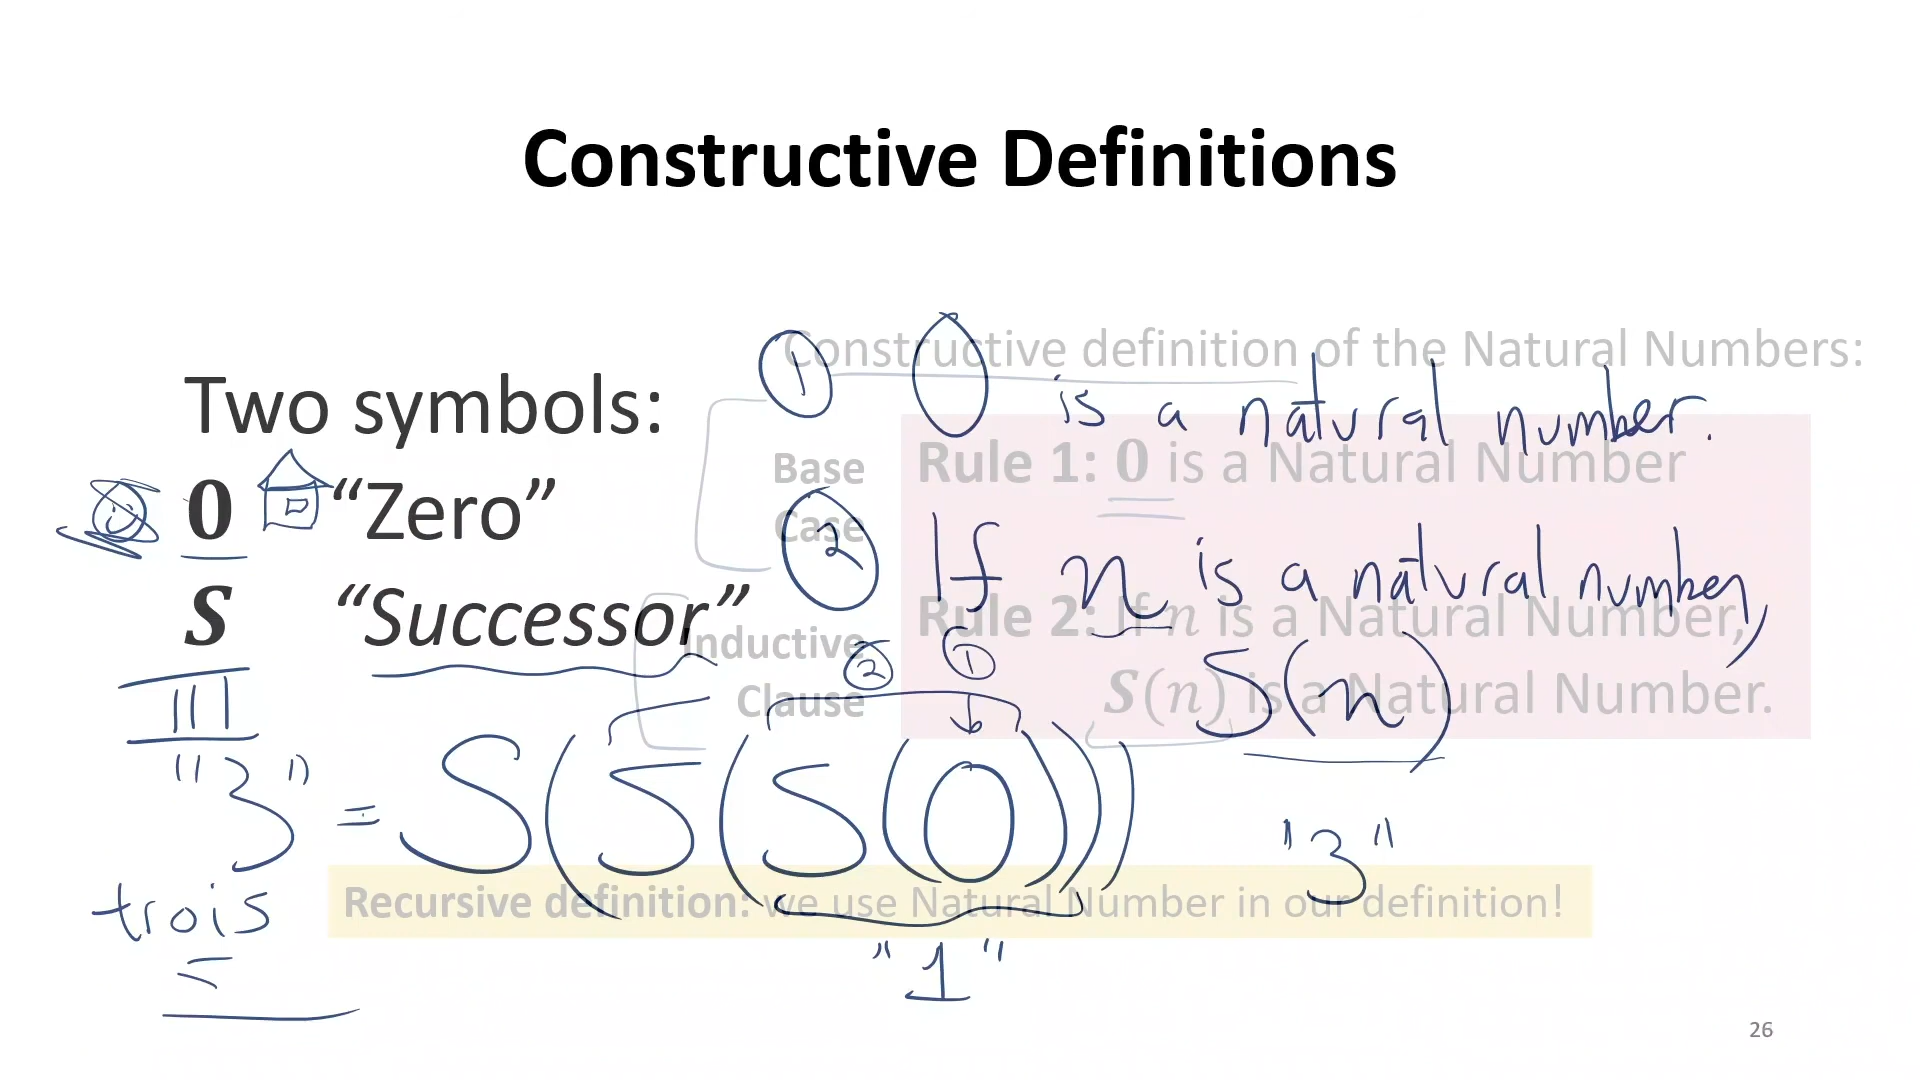 Constructive Definitions
Two symbols:
0 “Zero”
S “Successor”
|||
"3" = S(S(S(0)))
trois
"1"
Constructive definition of the Natural Numbers:
1 0 is a natural number.
Base Case
Rule 1: 0 is a Natural Number
2 If n is a natural number,
S(n)
Inductive Clause
Rule 2: If n is a Natural Number,
S(n) is a Natural Number.
2 1
"3"
Recursive definition: we use Natural Number in our definition!
26